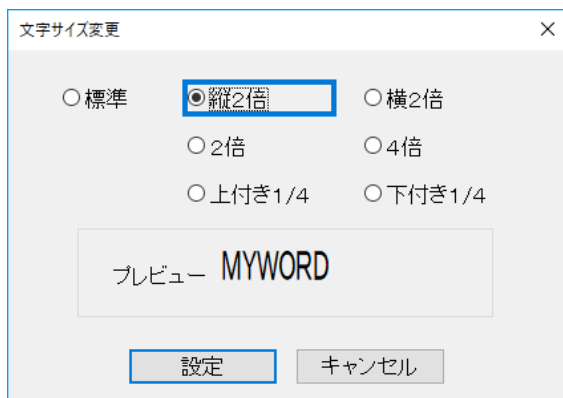 文字サイズ変更
標準 縦2倍 横2倍
2倍 4倍
上付き1/4 下付き1/4
プレビュー MYWORD
設定 キャンセル